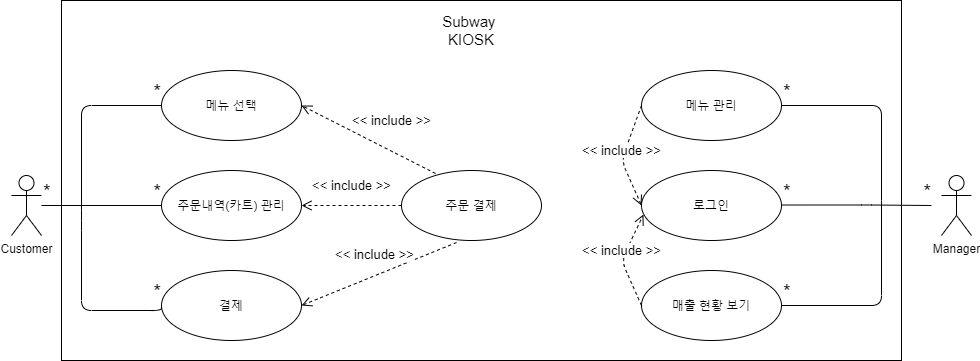 Subway
KIOSK
*
*
메뉴 선택
메뉴 관리
<< include >>
<< include >>
*
*
*
*
<< include >>
주문내역(카트) 관리
주문 결제
로그인
Customer
Manager
<< include >>
<< include >>
*
*
결제
매출 현황 보기